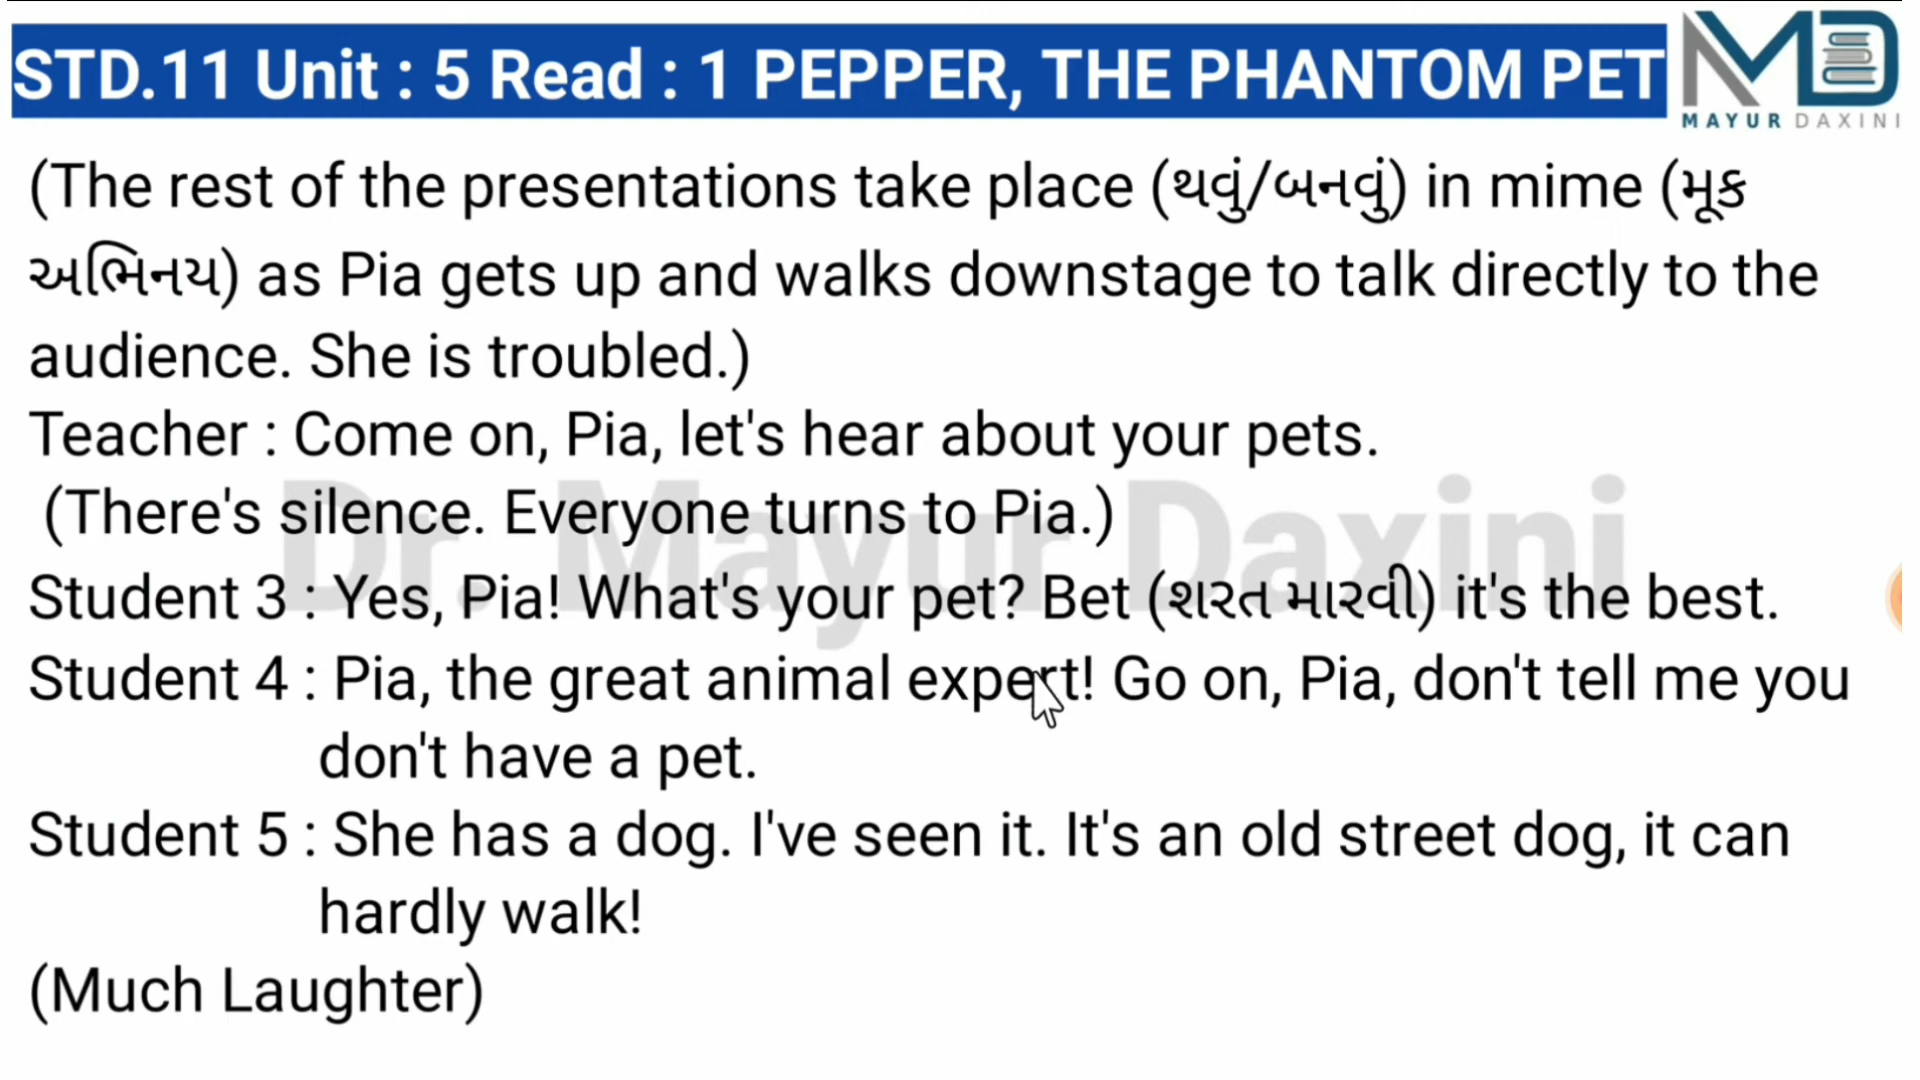 STD.11 Unit : 5 Read : 1 PEPPER, THE PHANTOM PET
MAYUR DAXINI
(The rest of the presentations take place (થવું/બનવું) in mime (મૂક
અભિનય) as Pia gets up and walks downstage to talk directly to the
audience. She is troubled.)
Teacher : Come on, Pia, let's hear about your pets.
(There's silence. Everyone turns to Pia.)
Dr. Mayur Daxini
Student 3 : Yes, Pia! What's your pet? Bet (શરત મારવી) it's the best.
Student 4 : Pia, the great animal expert! Go on, Pia, don't tell me you
don't have a pet.
Student 5 : She has a dog. I've seen it. It's an old street dog, it can
hardly walk!
(Much Laughter)